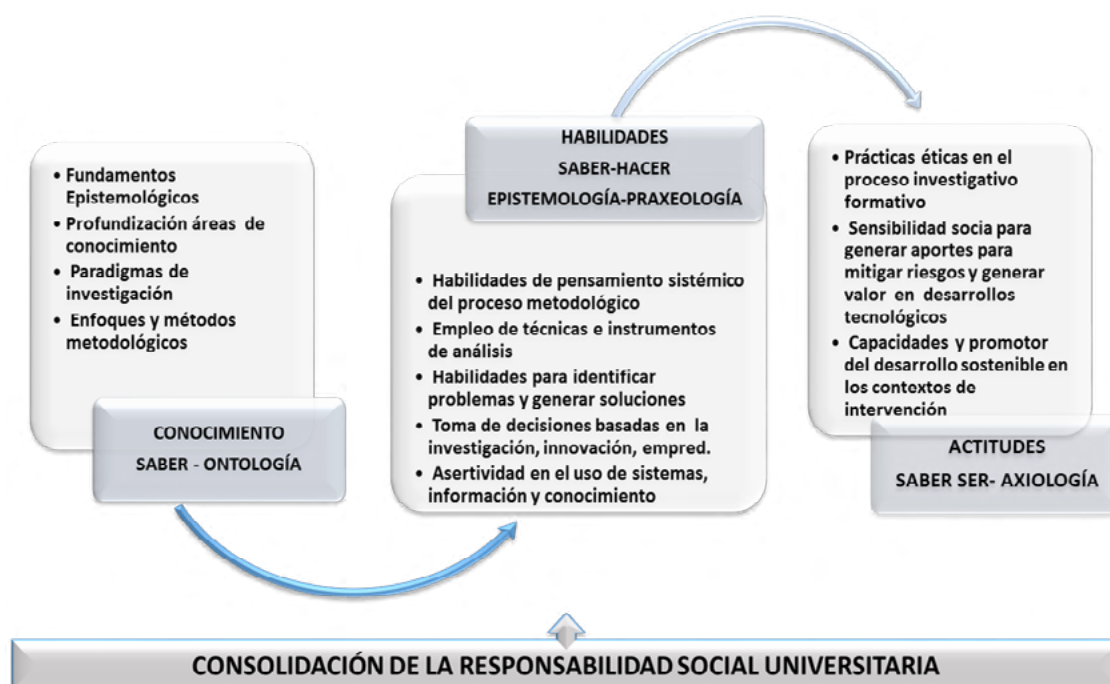 • Fundamentos
Epistemológicos
• Profundización áreas de
conocimiento
• Paradigmas de
investigación
• Enfoques y métodos
metodológicos
CONOCIMIENTO
SABER - ONTOLOGÍA
HABILIDADES
SABER-HACER
EPISTEMOLOGÍA-PRAXEOLOGÍA
• Habilidades de pensamiento sistémico
del proceso metodológico
• Empleo de técnicas e instrumentos
de análisis
• Habilidades para identificar
problemas y generar soluciones
• Toma de decisiones basadas en la
investigación, innovación, empred.
• Asertividad en el uso de sistemas,
información y conocimiento
• Prácticas éticas en el
proceso investigativo
formativo
• Sensibilidad socia para
generar aportes para
mitigar riesgos y generar
valor en desarrollos
tecnológicos
• Capacidades y promotor
del desarrollo sostenible en
los contextos de
intervención
ACTITUDES
SABER SER- AXIOLOGÍA
CONSOLIDACIÓN DE LA RESPONSABILIDAD SOCIAL UNIVERSITARIA